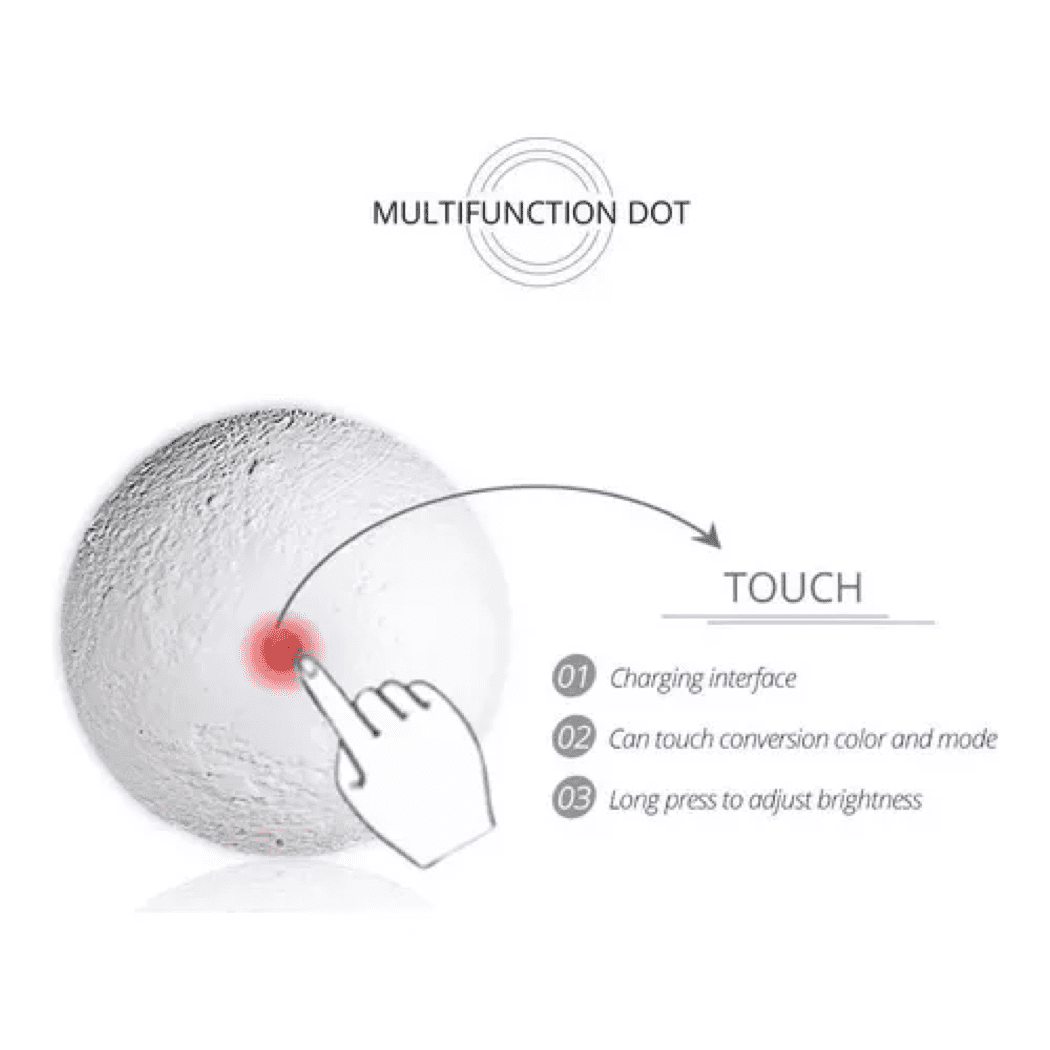 MULTIFUNCTION DOT
TOUCH
01 Charging interface
02 Can touch conversion color and mode
03 Long press to adjust brightness